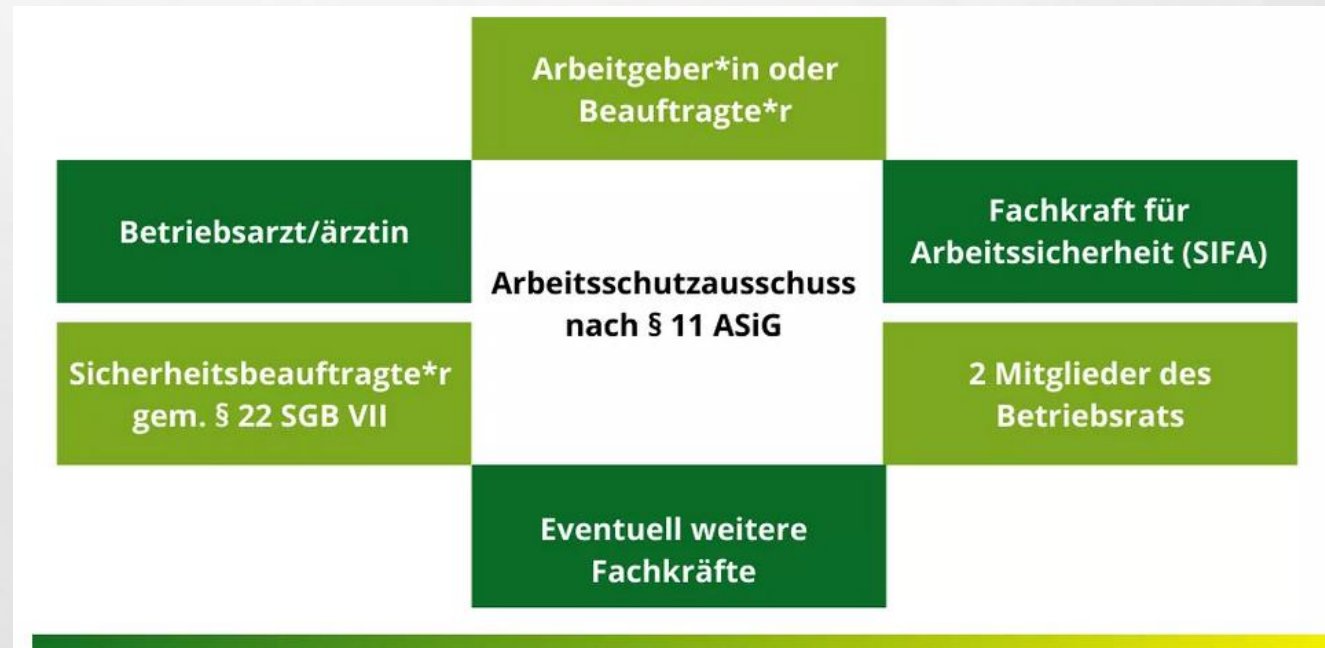 Arbeitgeber*in oder
Beauftragte*r
Betriebsarzt/ärztin
Fachkraft für
Arbeitssicherheit (SIFA)
Arbeitsschutzausschuss
nach § 11 ASiG
Sicherheitsbeauftragte*r
gem. § 22 SGB VII
2 Mitglieder des
Betriebsrats
Eventuell weitere
Fachkräfte